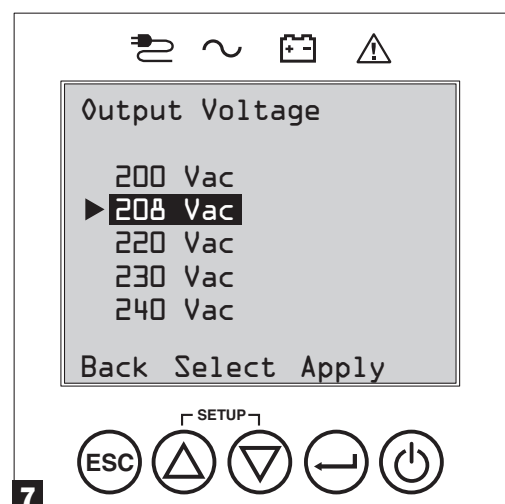 Output Voltage
200 Vac
208 Vac
220 Vac
230 Vac
240 Vac
Back Select Apply
SETUP
ESC
7